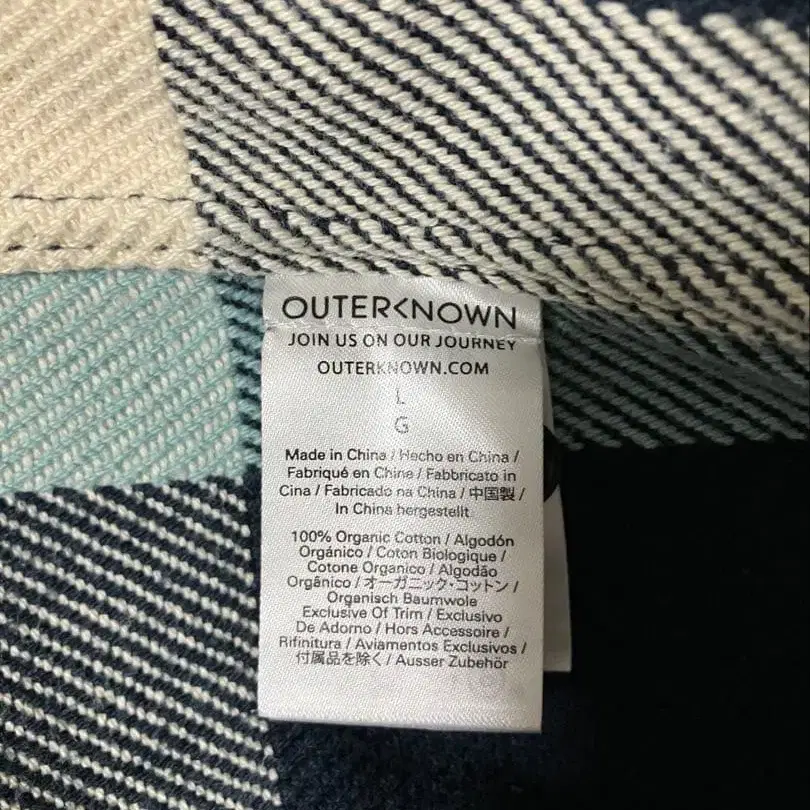 OUTERKNOWN
JOIN US ON OUR JOURNEY
OUTERKNOWN.COM
L
G
Made in China / Hecho en China /
Fabriqué en Chine / Fabbricato in
Cina / Fabricado na China / 中国製 /
In China hergestellt
100% Organic Cotton / Algodón
Orgánico / Coton Biologique /
Cotone Organico / Algodão
Orgânico / オーガニック・コットン /
Organisch Baumwole
Exclusive Of Trim / Exclusivo
De Adorno / Hors Accessoire /
Rifinitura / Aviamentos Exclusivos /
付属品を除く / Ausser Zubehör